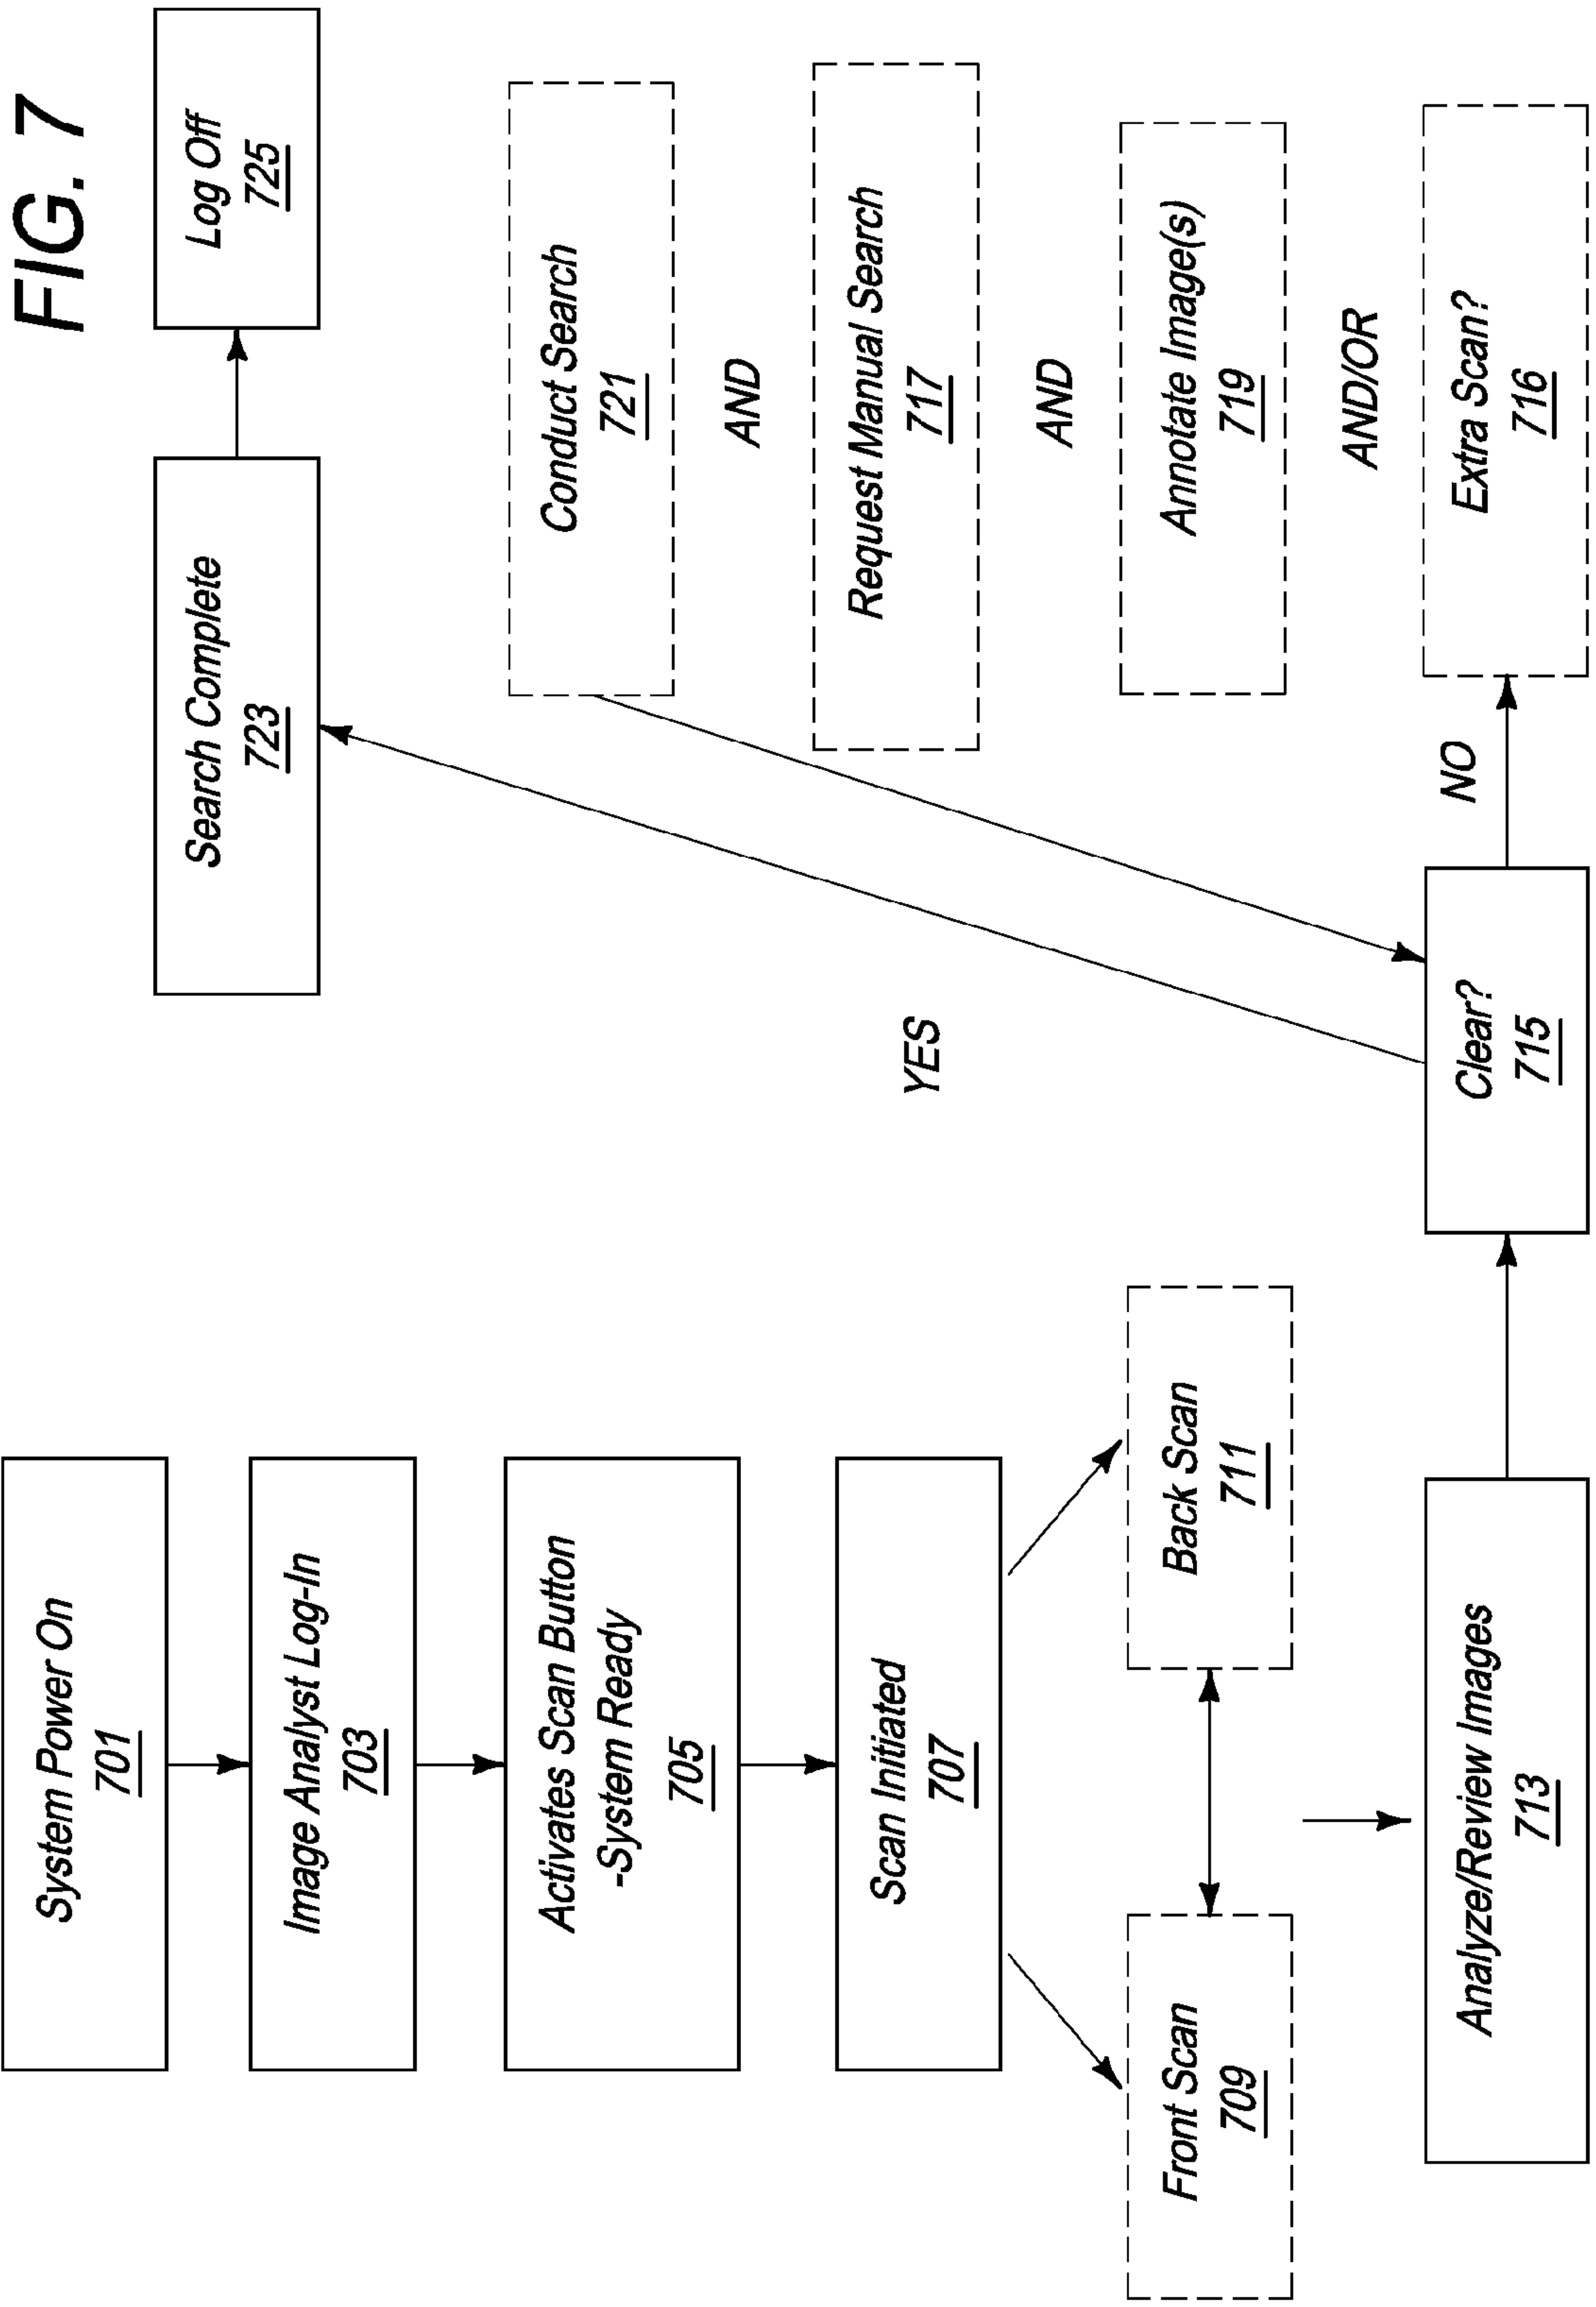 FIG. 7
System Power On
701
Image Analyst Log-In
703
Activates Scan Button
-System Ready
705
Scan Initiated
707
Front Scan
709
Back Scan
711
Analyze/Review Images
713
Clear?
715
YES
NO
Search Complete
723
Log Off
725
Conduct Search
721
AND
Request Manual Search
717
AND
Annotate Image(s)
719
AND/OR
Extra Scan?
716